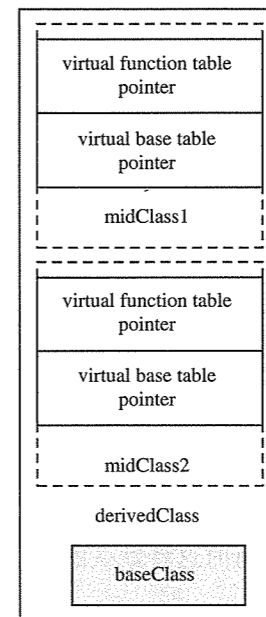 virtual function table
pointer
virtual base table
pointer
midClass1
virtual function table
pointer
virtual base table
pointer
midClass2
derivedClass
baseClass